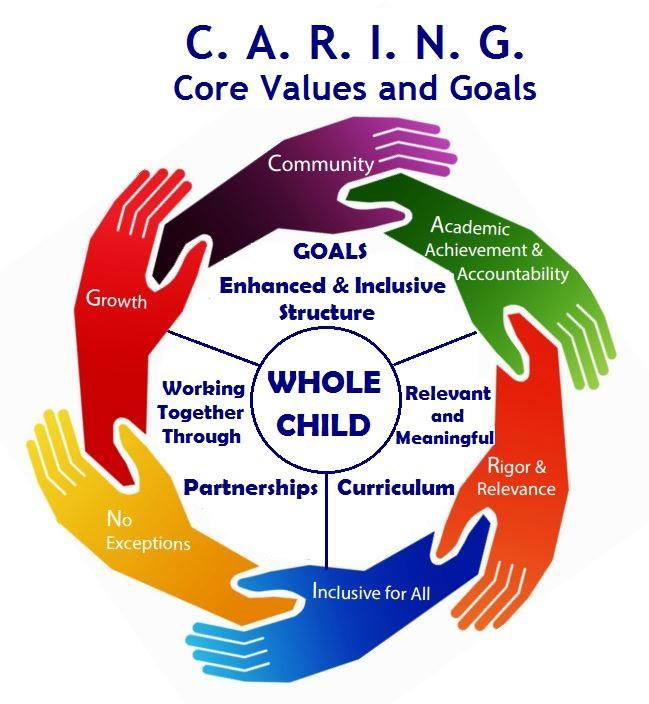 C. A. R. I. N. G.
Core Values and Goals
Community
Academic
Achievement &
Accountability
Rigor &
Relevance
Inclusive for All
No
Exceptions
Growth
GOALS
Enhanced & Inclusive
Structure
WHOLE
CHILD
Relevant
and
Meaningful
Curriculum
Working
Together
Through
Partnerships